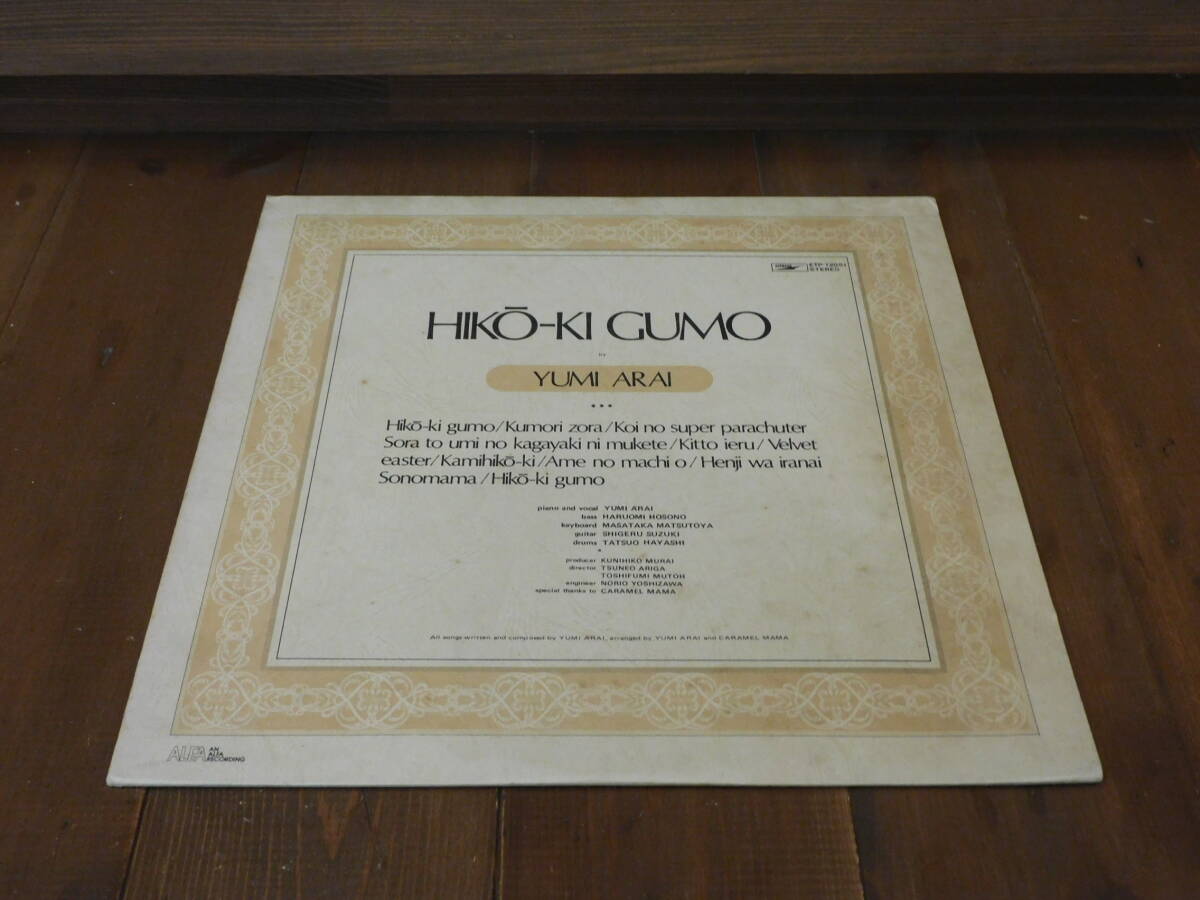 ETP-72051
STEREO
HIKŌ-KI GUMO
by
YUMI ARAI
Hikō-ki gumo/Kumori zora/Koi no super parachuter
Sora to umi no kagayaki ni mukete/Kitto ieru/Velvet
easter/Kamihikō-ki/Ame no machi o/Henji wa iranai
Sonomama/Hikō-ki gumo
piano and vocal YUMI ARAI
bass HARUOMI HOSONO
keyboard MASATAKA MATSUTOYA
guitar SHIGERU SUZUKI
drums TATSUO HAYASHI
producer KUNIHIKO MURAI
director TSUNEO ARIGA
TOSHIFUMI MUTOH
engineer NORIO YOSHIZAWA
special thanks to CARAMEL MAMA
All songs written and composed by YUMI ARAI, arranged by YUMI ARAI and CARAMEL MAMA
ALFA AN
ALFA
RECORDING